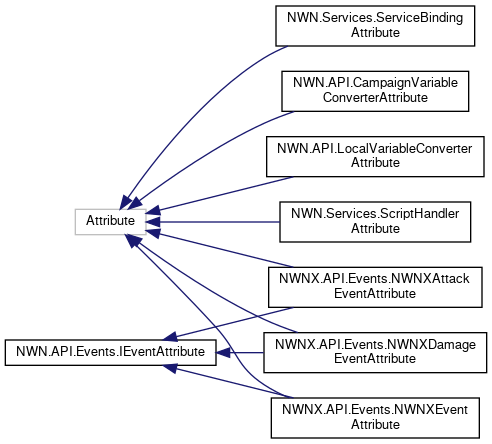 NWN.Services.ServiceBinding
Attribute
NWN.API.CampaignVariable
ConverterAttribute
NWN.API.LocalVariableConverter
Attribute
Attribute
NWN.Services.ScriptHandler
Attribute
NWNX.API.Events.NWNXAttack
EventAttribute
NWN.API.Events.IEventAttribute
NWNX.API.Events.NWNXDamage
EventAttribute
NWNX.API.Events.NWNXEvent
Attribute